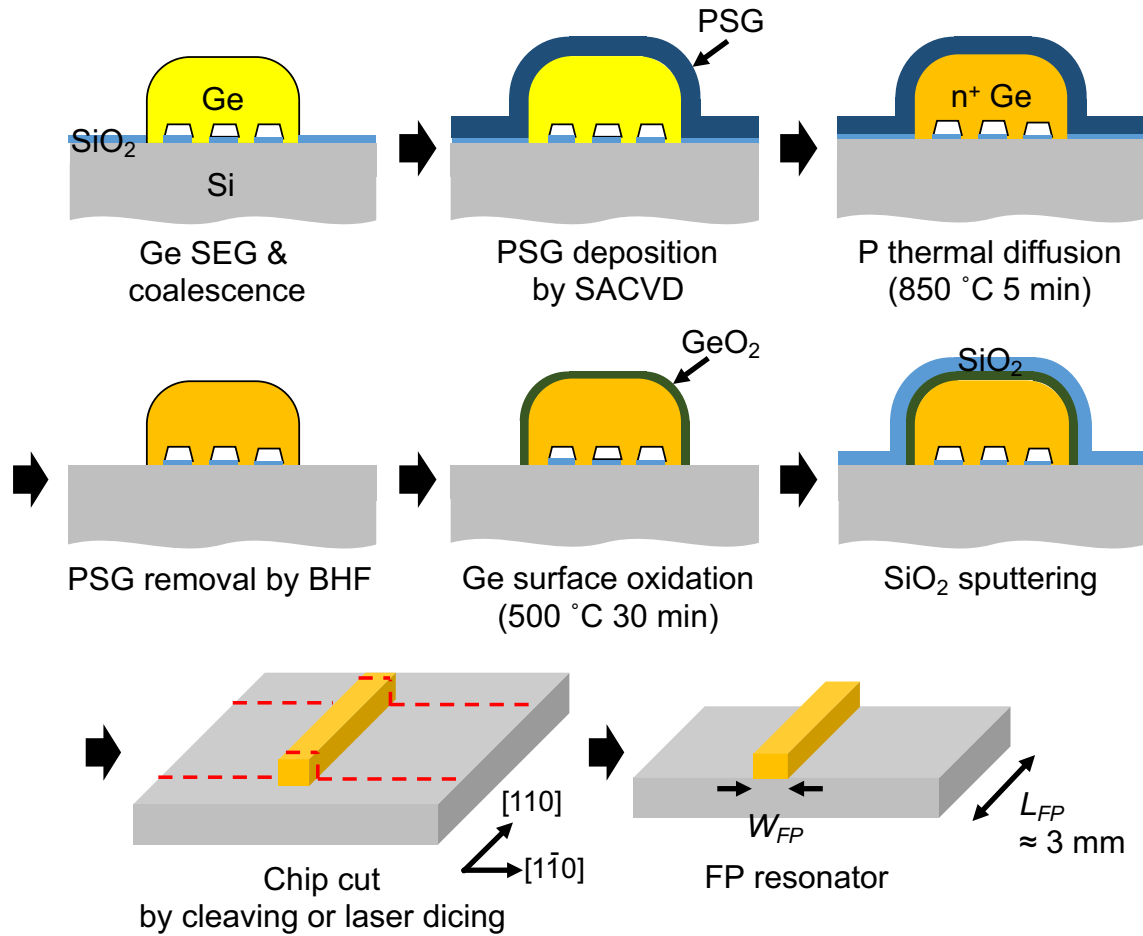 PSG
Ge
SiO₂
Si
n⁺ Ge
Ge SEG &
coalescence
PSG deposition
by SACVD
P thermal diffusion
(850 ˚C 5 min)
GeO₂
SiO₂
PSG removal by BHF
Ge surface oxidation
(500 ˚C 30 min)
SiO₂ sputtering
[110]
[11̄0]
Chip cut
by cleaving or laser dicing
W_FP
L_FP
≈ 3 mm
FP resonator